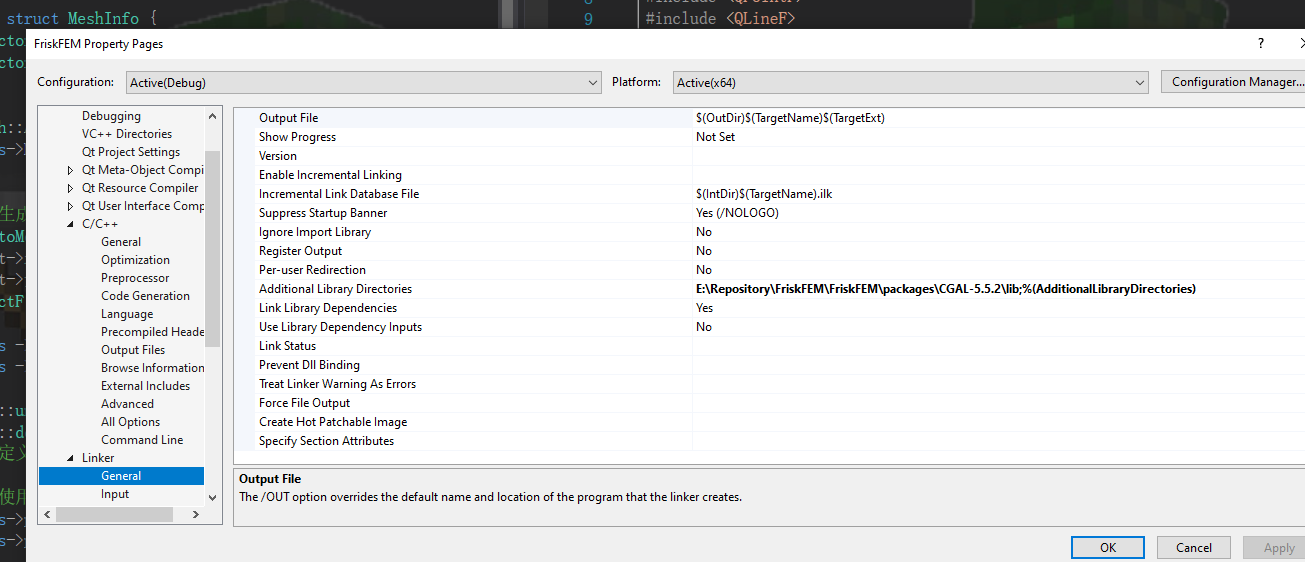 struct MeshInfo {
8
#include <QLineF>
FriskFEM Property Pages
?
Configuration:
Active(Debug)
Platform:
Active(x64)
Configuration Manager...
Debugging
VC++ Directories
Qt Project Settings
Qt Meta-Object Compi
Qt Resource Compiler
Qt User Interface Comp
C/C++
General
Optimization
Preprocessor
Code Generation
Language
Precompiled Heade
Output Files
Browse Information
External Includes
Advanced
All Options
Command Line
Linker
General
Input
Output File $(OutDir)$(TargetName)$(TargetExt)
Show Progress Not Set
Version
Enable Incremental Linking
Incremental Link Database File $(IntDir)$(TargetName).ilk
Suppress Startup Banner Yes (/NOLOGO)
Ignore Import Library No
Register Output No
Per-user Redirection No
Additional Library Directories E:\Repository\FriskFEM\FriskFEM\packages\CGAL-5.5.2\lib;%(AdditionalLibraryDirectories)
Link Library Dependencies Yes
Use Library Dependency Inputs No
Link Status
Prevent Dll Binding
Treat Linker Warning As Errors
Force File Output
Create Hot Patchable Image
Specify Section Attributes
Output File
The /OUT option overrides the default name and location of the program that the linker creates.
OK
Cancel
Apply